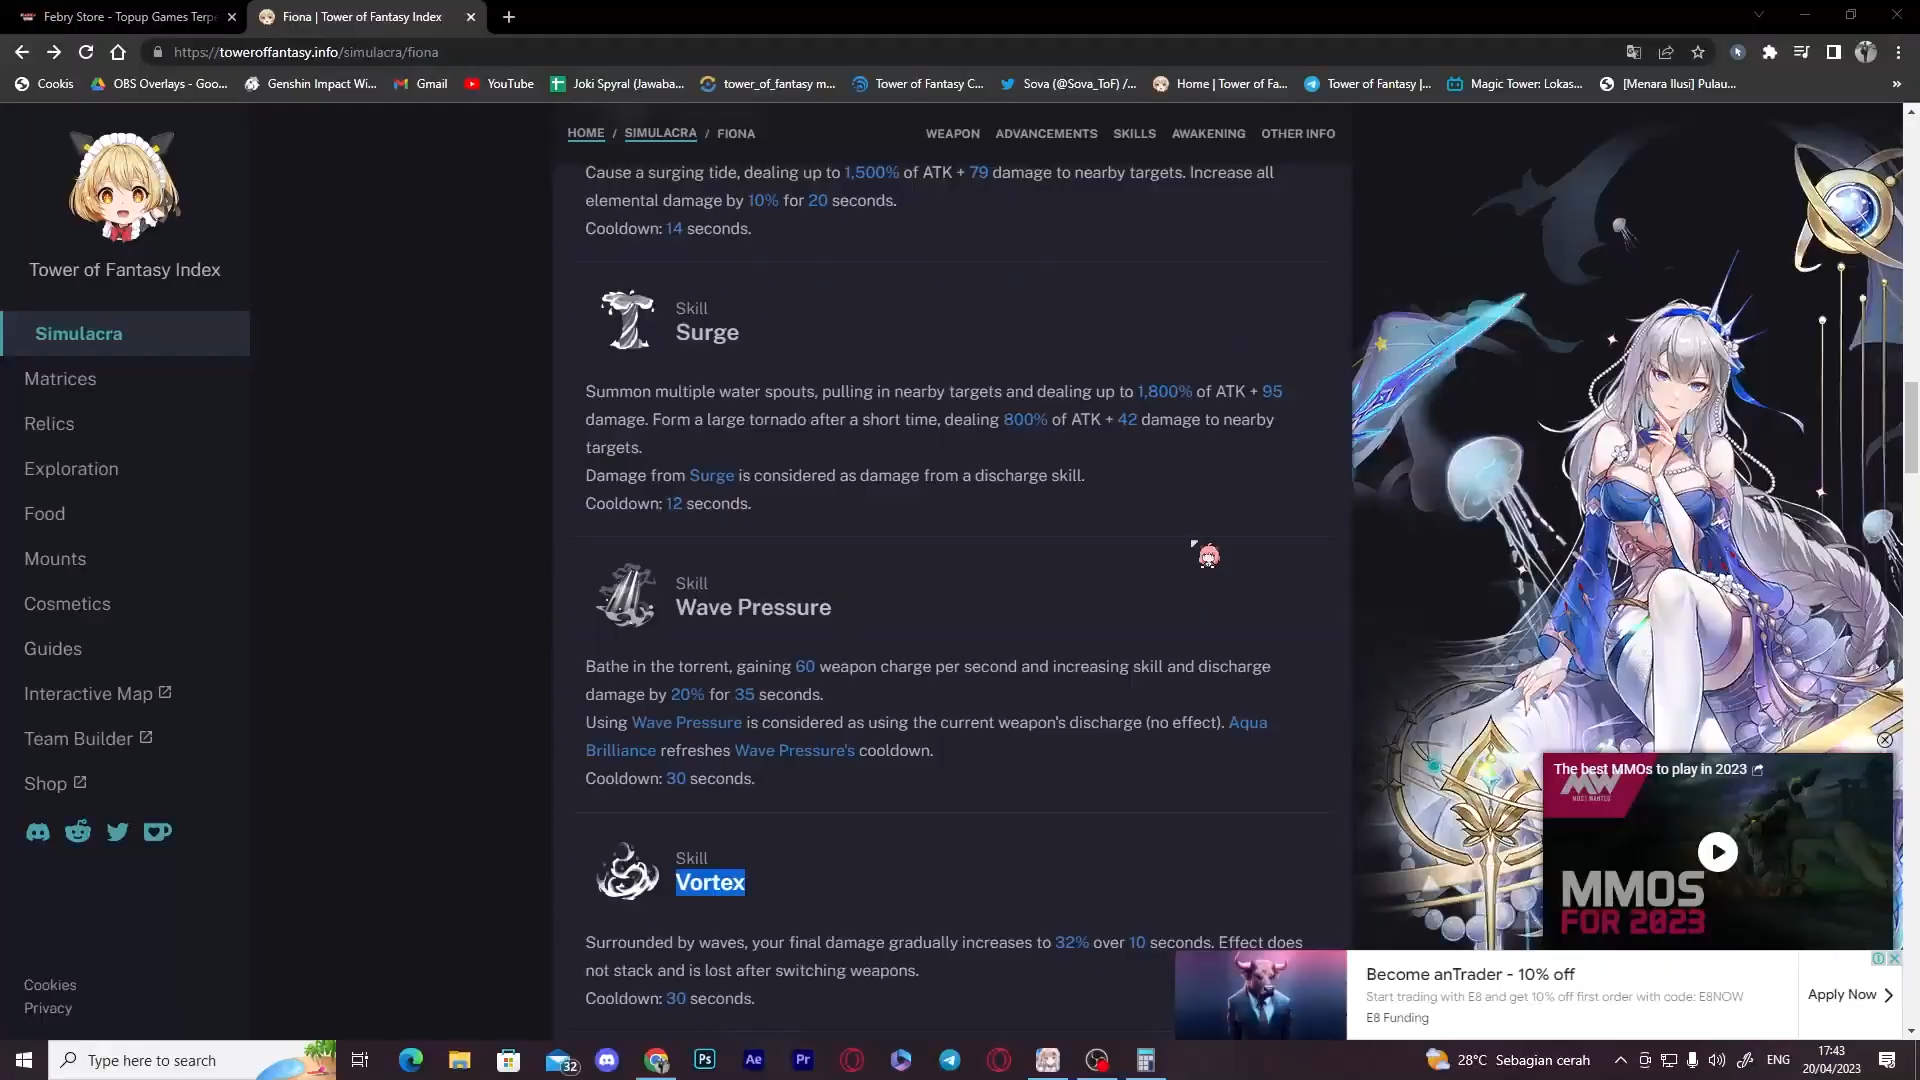 Febry Store - Topup Games Terpe
Fiona | Tower of Fantasy Index
https://toweroffantasy.info/simulacra/fiona
Cookis
OBS Overlays - Goo...
Genshin Impact Wi...
Gmail
YouTube
Joki Spyral (Jawaba...
tower_of_fantasy m...
Tower of Fantasy C...
Sova (@Sova_ToF) /...
Home | Tower of Fa...
Tower of Fantasy |...
Magic Tower: Lokas...
[Menara Ilusi] Pulau...
Tower of Fantasy Index
Simulacra
Matrices
Relics
Exploration
Food
Mounts
Cosmetics
Guides
Interactive Map
Team Builder
Shop
Cookies
Privacy
HOME / SIMULACRA / FIONA
WEAPON ADVANCEMENTS SKILLS AWAKENING OTHER INFO
Cause a surging tide, dealing up to 1,500% of ATK + 79 damage to nearby targets. Increase all
elemental damage by 10% for 20 seconds.
Cooldown: 14 seconds.
Skill
Surge
Summon multiple water spouts, pulling in nearby targets and dealing up to 1,800% of ATK + 95
damage. Form a large tornado after a short time, dealing 800% of ATK + 42 damage to nearby
targets.
Damage from Surge is considered as damage from a discharge skill.
Cooldown: 12 seconds.
Skill
Wave Pressure
Bathe in the torrent, gaining 60 weapon charge per second and increasing skill and discharge
damage by 20% for 35 seconds.
Using Wave Pressure is considered as using the current weapon's discharge (no effect). Aqua
Brilliance refreshes Wave Pressure's cooldown.
Cooldown: 30 seconds.
Skill
Vortex
Surrounded by waves, your final damage gradually increases to 32% over 10 seconds. Effect does
not stack and is lost after switching weapons.
Cooldown: 30 seconds.
The best MMOs to play in 2023
MW
MOST WANTED
MMOS
FOR 2023
Become anTrader - 10% off
Start trading with E8 and get 10% off first order with code: E8NOW
E8 Funding
Apply Now
Type here to search
32
Ps
Ae
Pr
28°C Sebagian cerah
ENG
17:43
20/04/2023